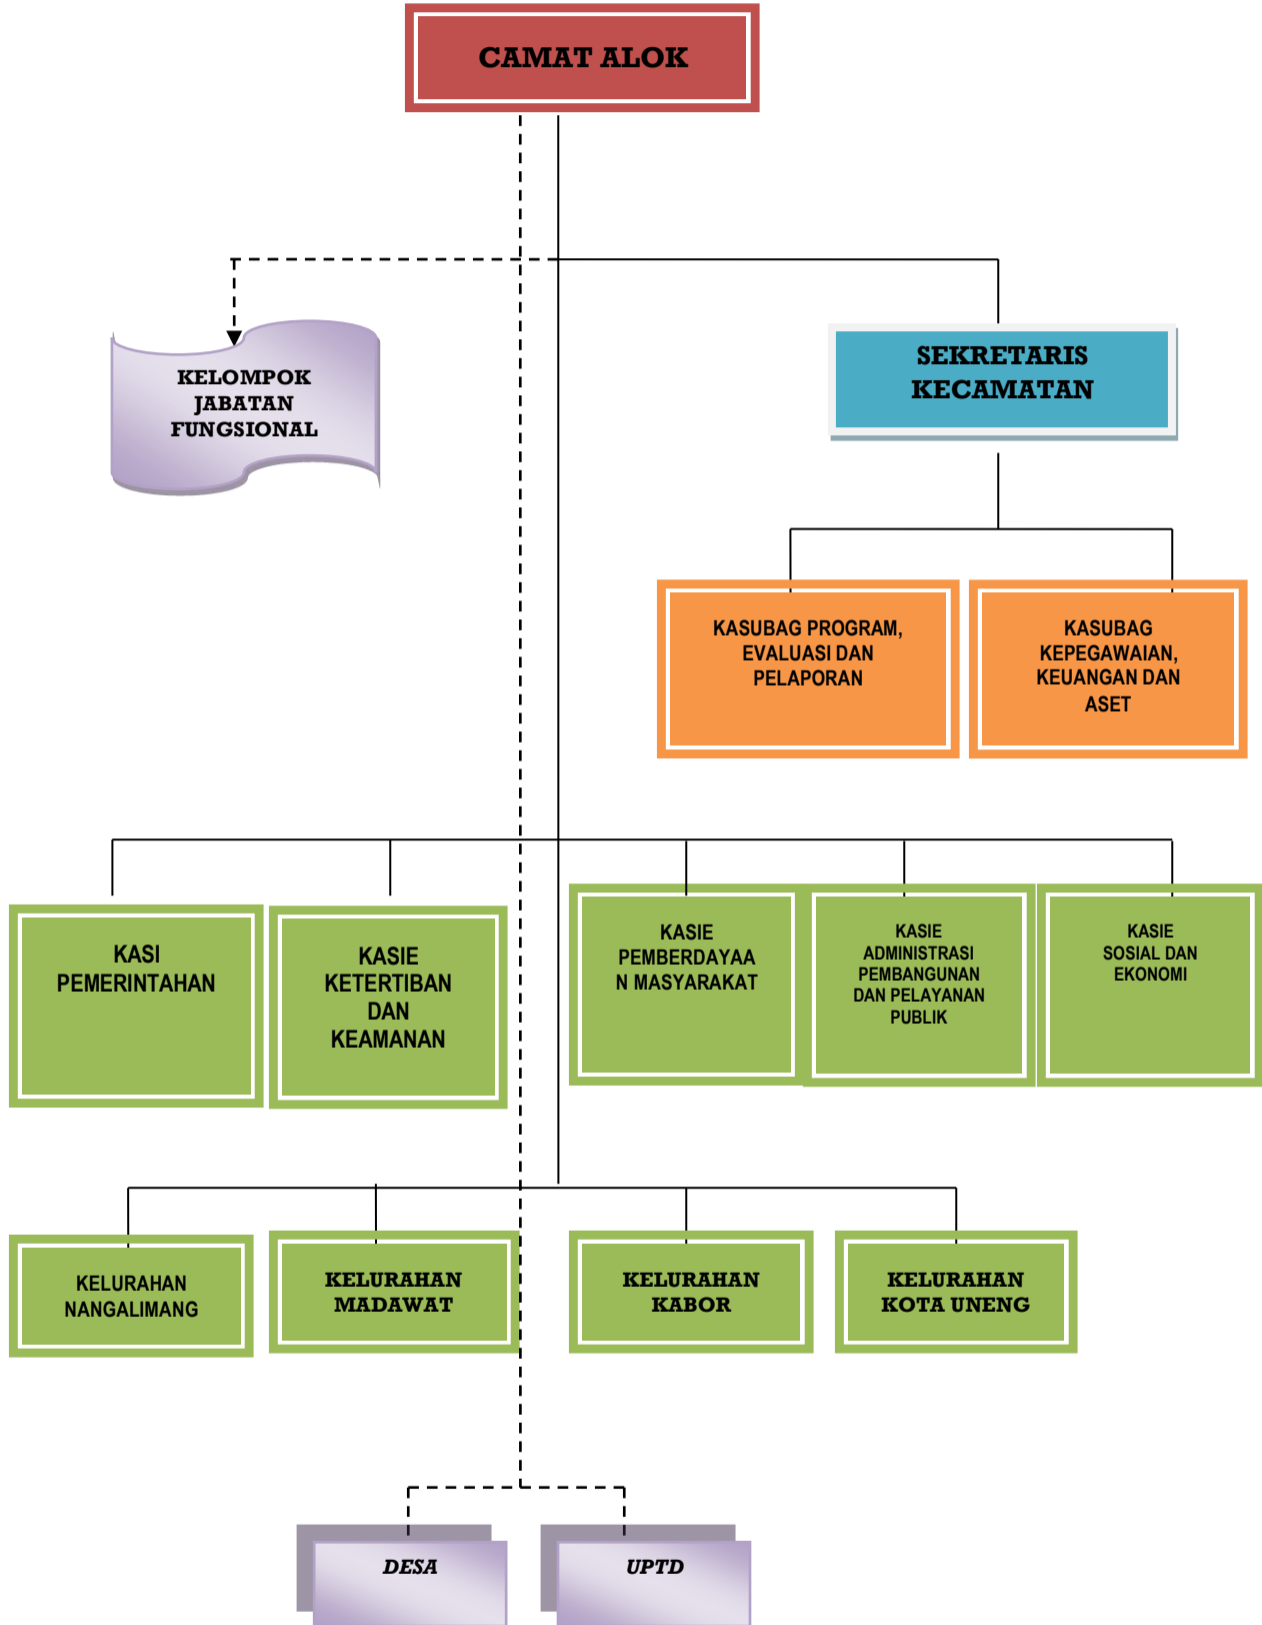 CAMAT ALOK
KELOMPOK
JABATAN
FUNGSIONAL
SEKRETARIS
KECAMATAN
KASUBAG PROGRAM,
EVALUASI DAN
PELAPORAN
KASUBAG
KEPEGAWAIAN,
KEUANGAN DAN
ASET
KASI
PEMERINTAHAN
KASIE
KETERTIBAN
DAN
KEAMANAN
KASIE
PEMBERDAYAA
N MASYARAKAT
KASIE
ADMINISTRASI
PEMBANGUNAN
DAN PELAYANAN
PUBLIK
KASIE
SOSIAL DAN
EKONOMI
KELURAHAN
NANGALIMANG
KELURAHAN
MADAWAT
KELURAHAN
KABOR
KELURAHAN
KOTA UNENG
DESA
UPTD